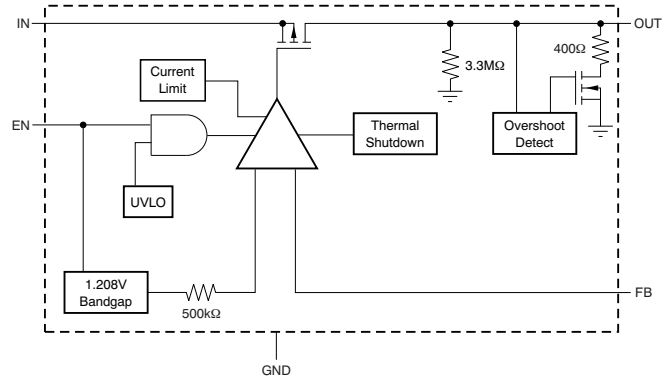 IN
OUT
400Ω
3.3MΩ
Current
Limit
EN
Thermal
Shutdown
Overshoot
Detect
UVLO
1.208V
Bandgap
500kΩ
FB
GND